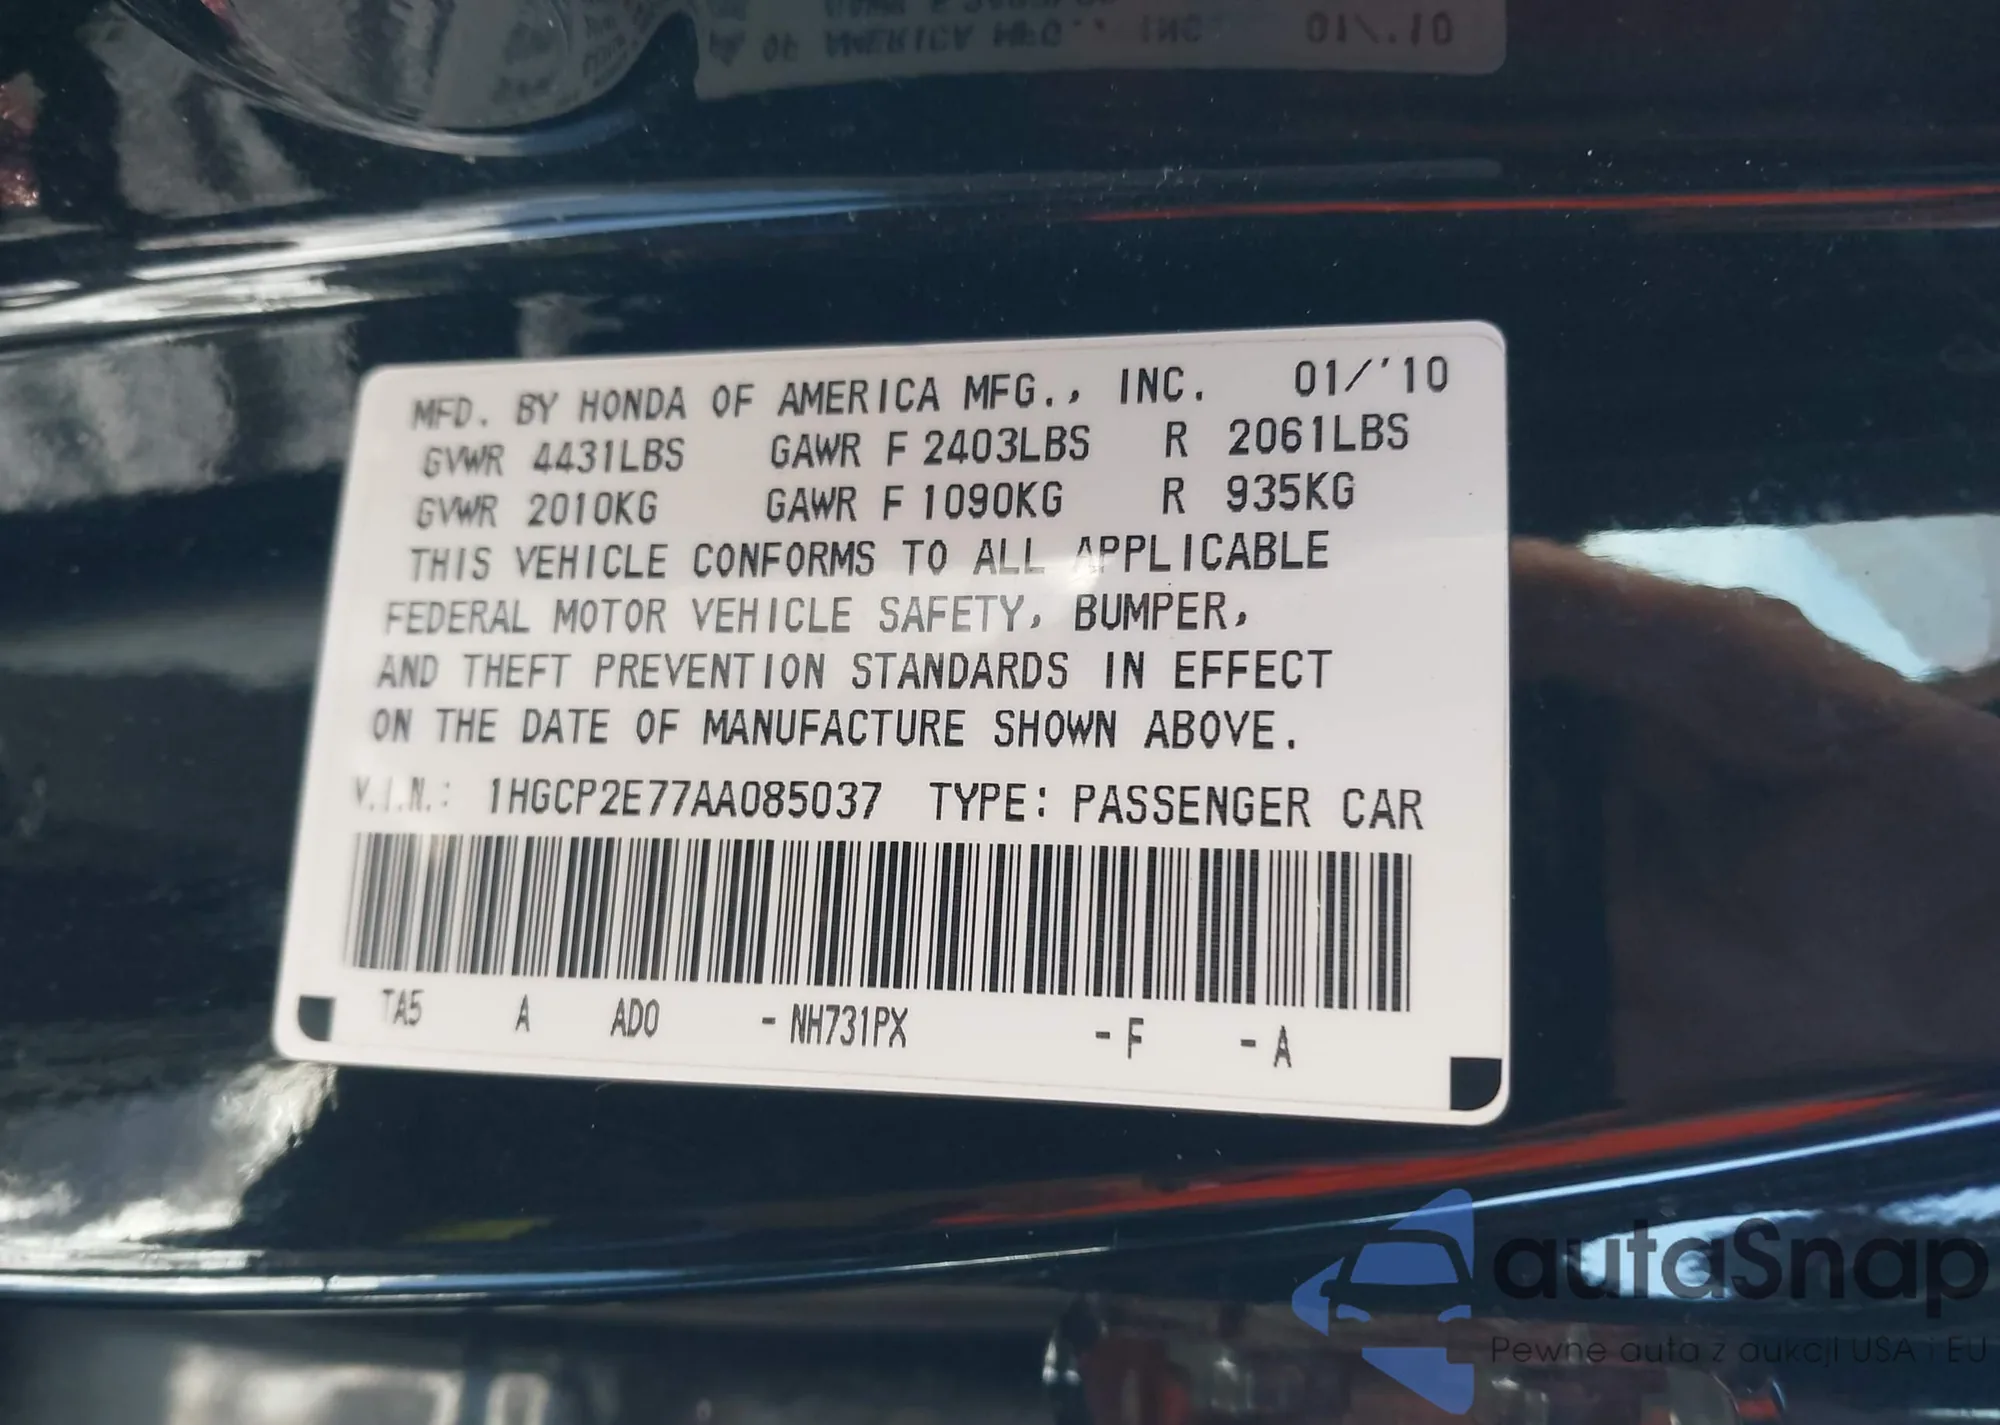 MFD. BY HONDA OF AMERICA MFG., INC. 01/'10
GVWR 4431LBS GAWR F 2403LBS R 2061LBS
GVWR 2010KG GAWR F 1090KG R 935KG
THIS VEHICLE CONFORMS TO ALL APPLICABLE
FEDERAL MOTOR VEHICLE SAFETY, BUMPER,
AND THEFT PREVENTION STANDARDS IN EFFECT
ON THE DATE OF MANUFACTURE SHOWN ABOVE.
V.I.N.: 1HGCP2E77AA085037 TYPE: PASSENGER CAR
TA5 A AD0 -NH731PX -F -A
autaSnap
Pewne auta z aukcji USA i EU